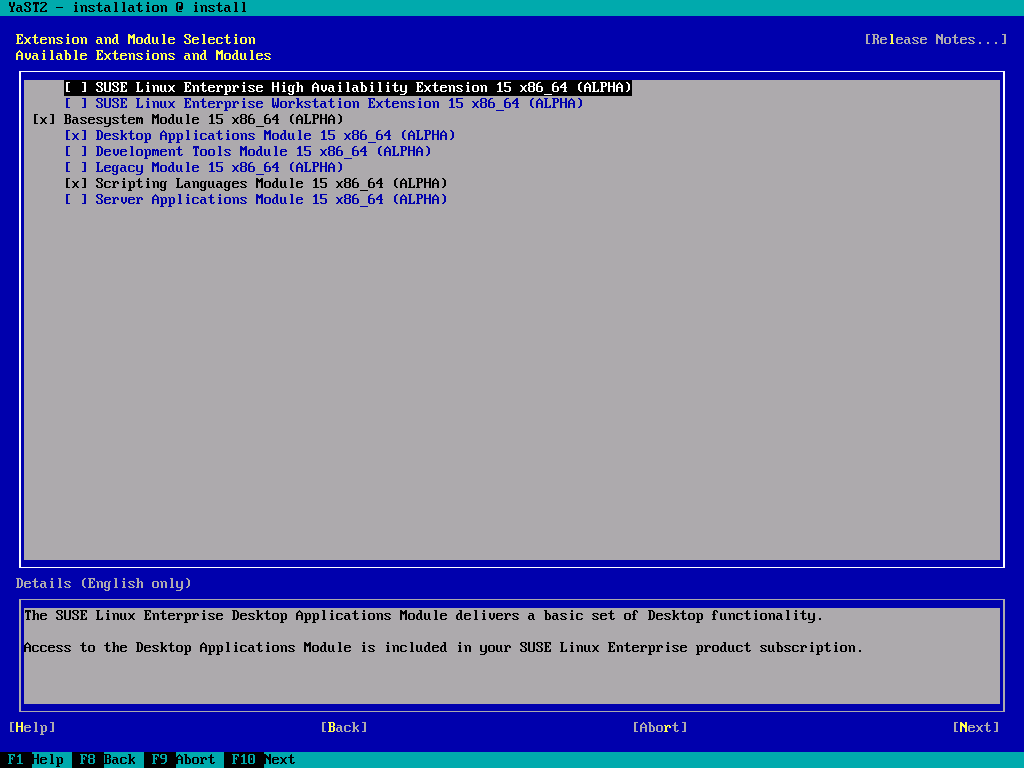 YaST2 - installation @ install
Extension and Module Selection [Release Notes...]
Available Extensions and Modules
[ ] SUSE Linux Enterprise High Availability Extension 15 x86_64 (ALPHA)
[ ] SUSE Linux Enterprise Workstation Extension 15 x86_64 (ALPHA)
[x] Basesystem Module 15 x86_64 (ALPHA)
[x] Desktop Applications Module 15 x86_64 (ALPHA)
[ ] Development Tools Module 15 x86_64 (ALPHA)
[ ] Legacy Module 15 x86_64 (ALPHA)
[x] Scripting Languages Module 15 x86_64 (ALPHA)
[ ] Server Applications Module 15 x86_64 (ALPHA)
Details (English only)
The SUSE Linux Enterprise Desktop Applications Module delivers a basic set of Desktop functionality.
Access to the Desktop Applications Module is included in your SUSE Linux Enterprise product subscription.
[Help] [Back] [Abort] [Next]
F1 Help F8 Back F9 Abort F10 Next